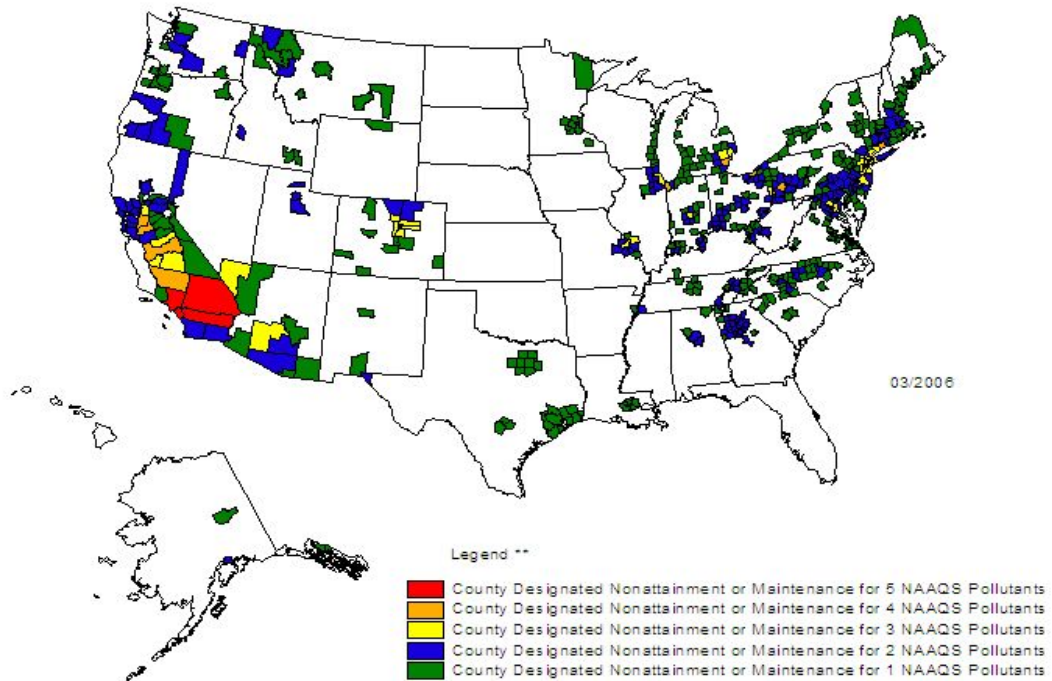 03/2006
Legend **
County Designated Nonattainment or Maintenance for 5 NAAQS Pollutants
County Designated Nonattainment or Maintenance for 4 NAAQS Pollutants
County Designated Nonattainment or Maintenance for 3 NAAQS Pollutants
County Designated Nonattainment or Maintenance for 2 NAAQS Pollutants
County Designated Nonattainment or Maintenance for 1 NAAQS Pollutants